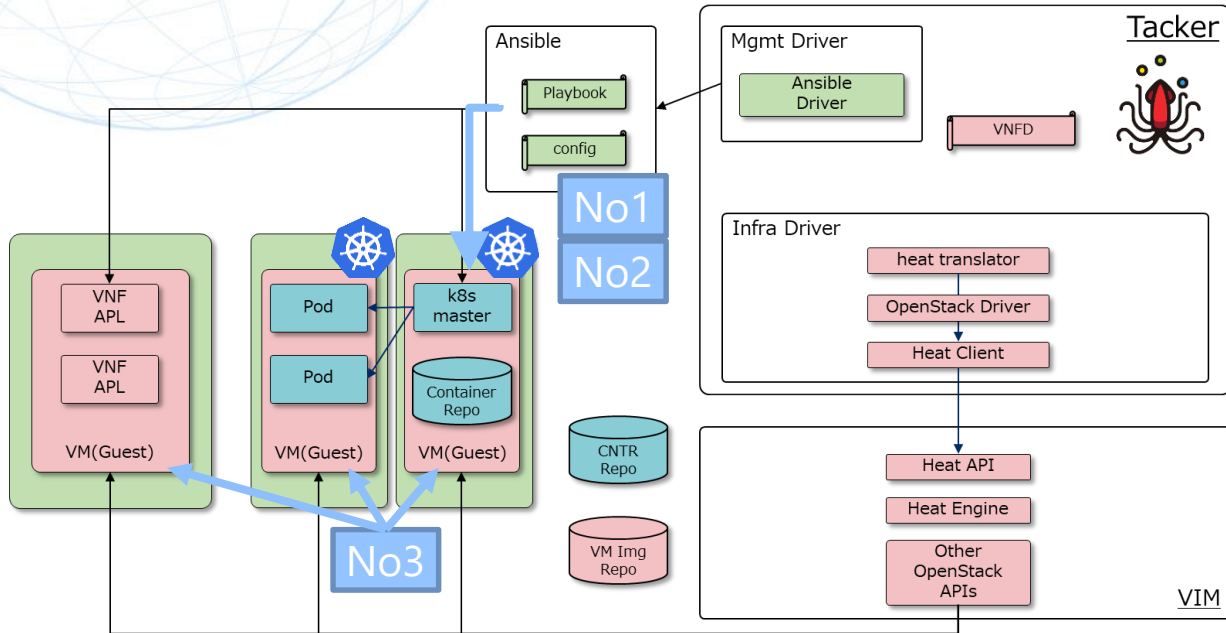 Tacker
Ansible
Playbook
config
Mgmt Driver
Ansible
Driver
VNFD
No1
No2
Infra Driver
heat translator
OpenStack Driver
Heat Client
VNF
APL
VNF
APL
VM(Guest)
Pod
Pod
VM(Guest)
k8s
master
Container
Repo
VM(Guest)
No3
CNTR
Repo
VM Img
Repo
Heat API
Heat Engine
Other
OpenStack
APIs
VIM